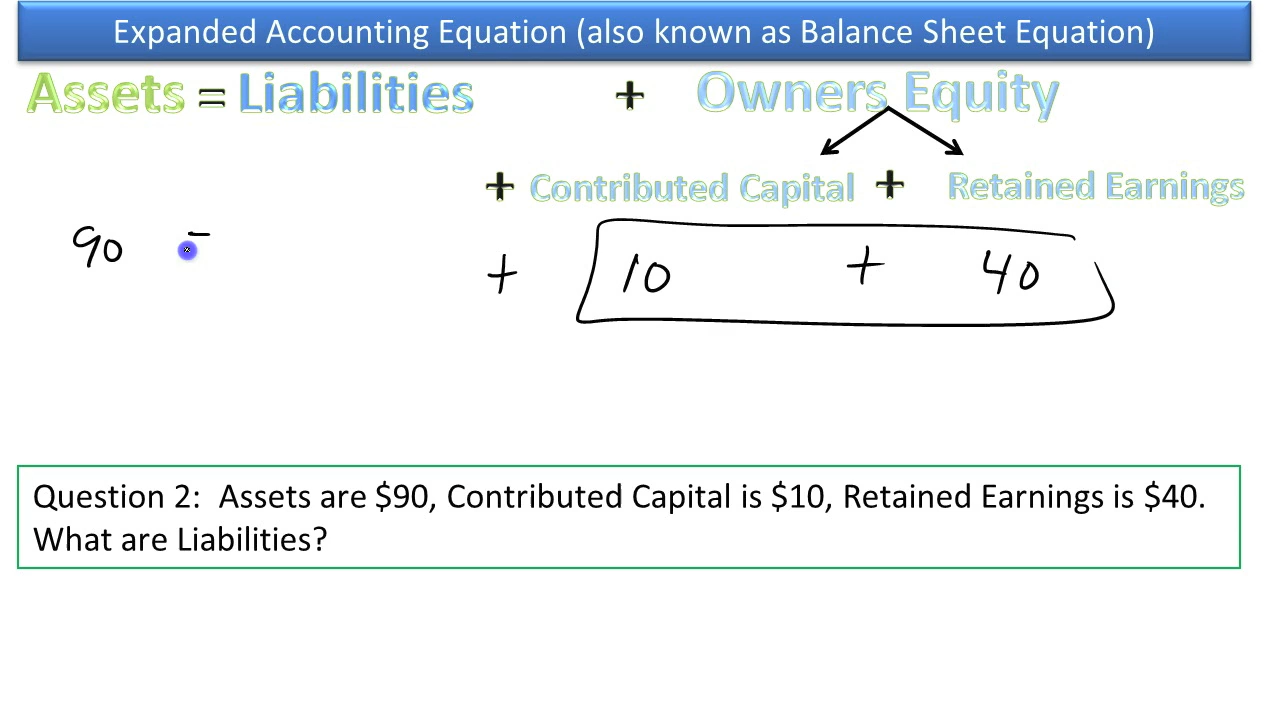 Expanded Accounting Equation (also known as Balance Sheet Equation)
Assets = Liabilities + Owners Equity
+ Contributed Capital + Retained Earnings
90 -
+ 10 + 40
Question 2: Assets are $90, Contributed Capital is $10, Retained Earnings is $40.
What are Liabilities?